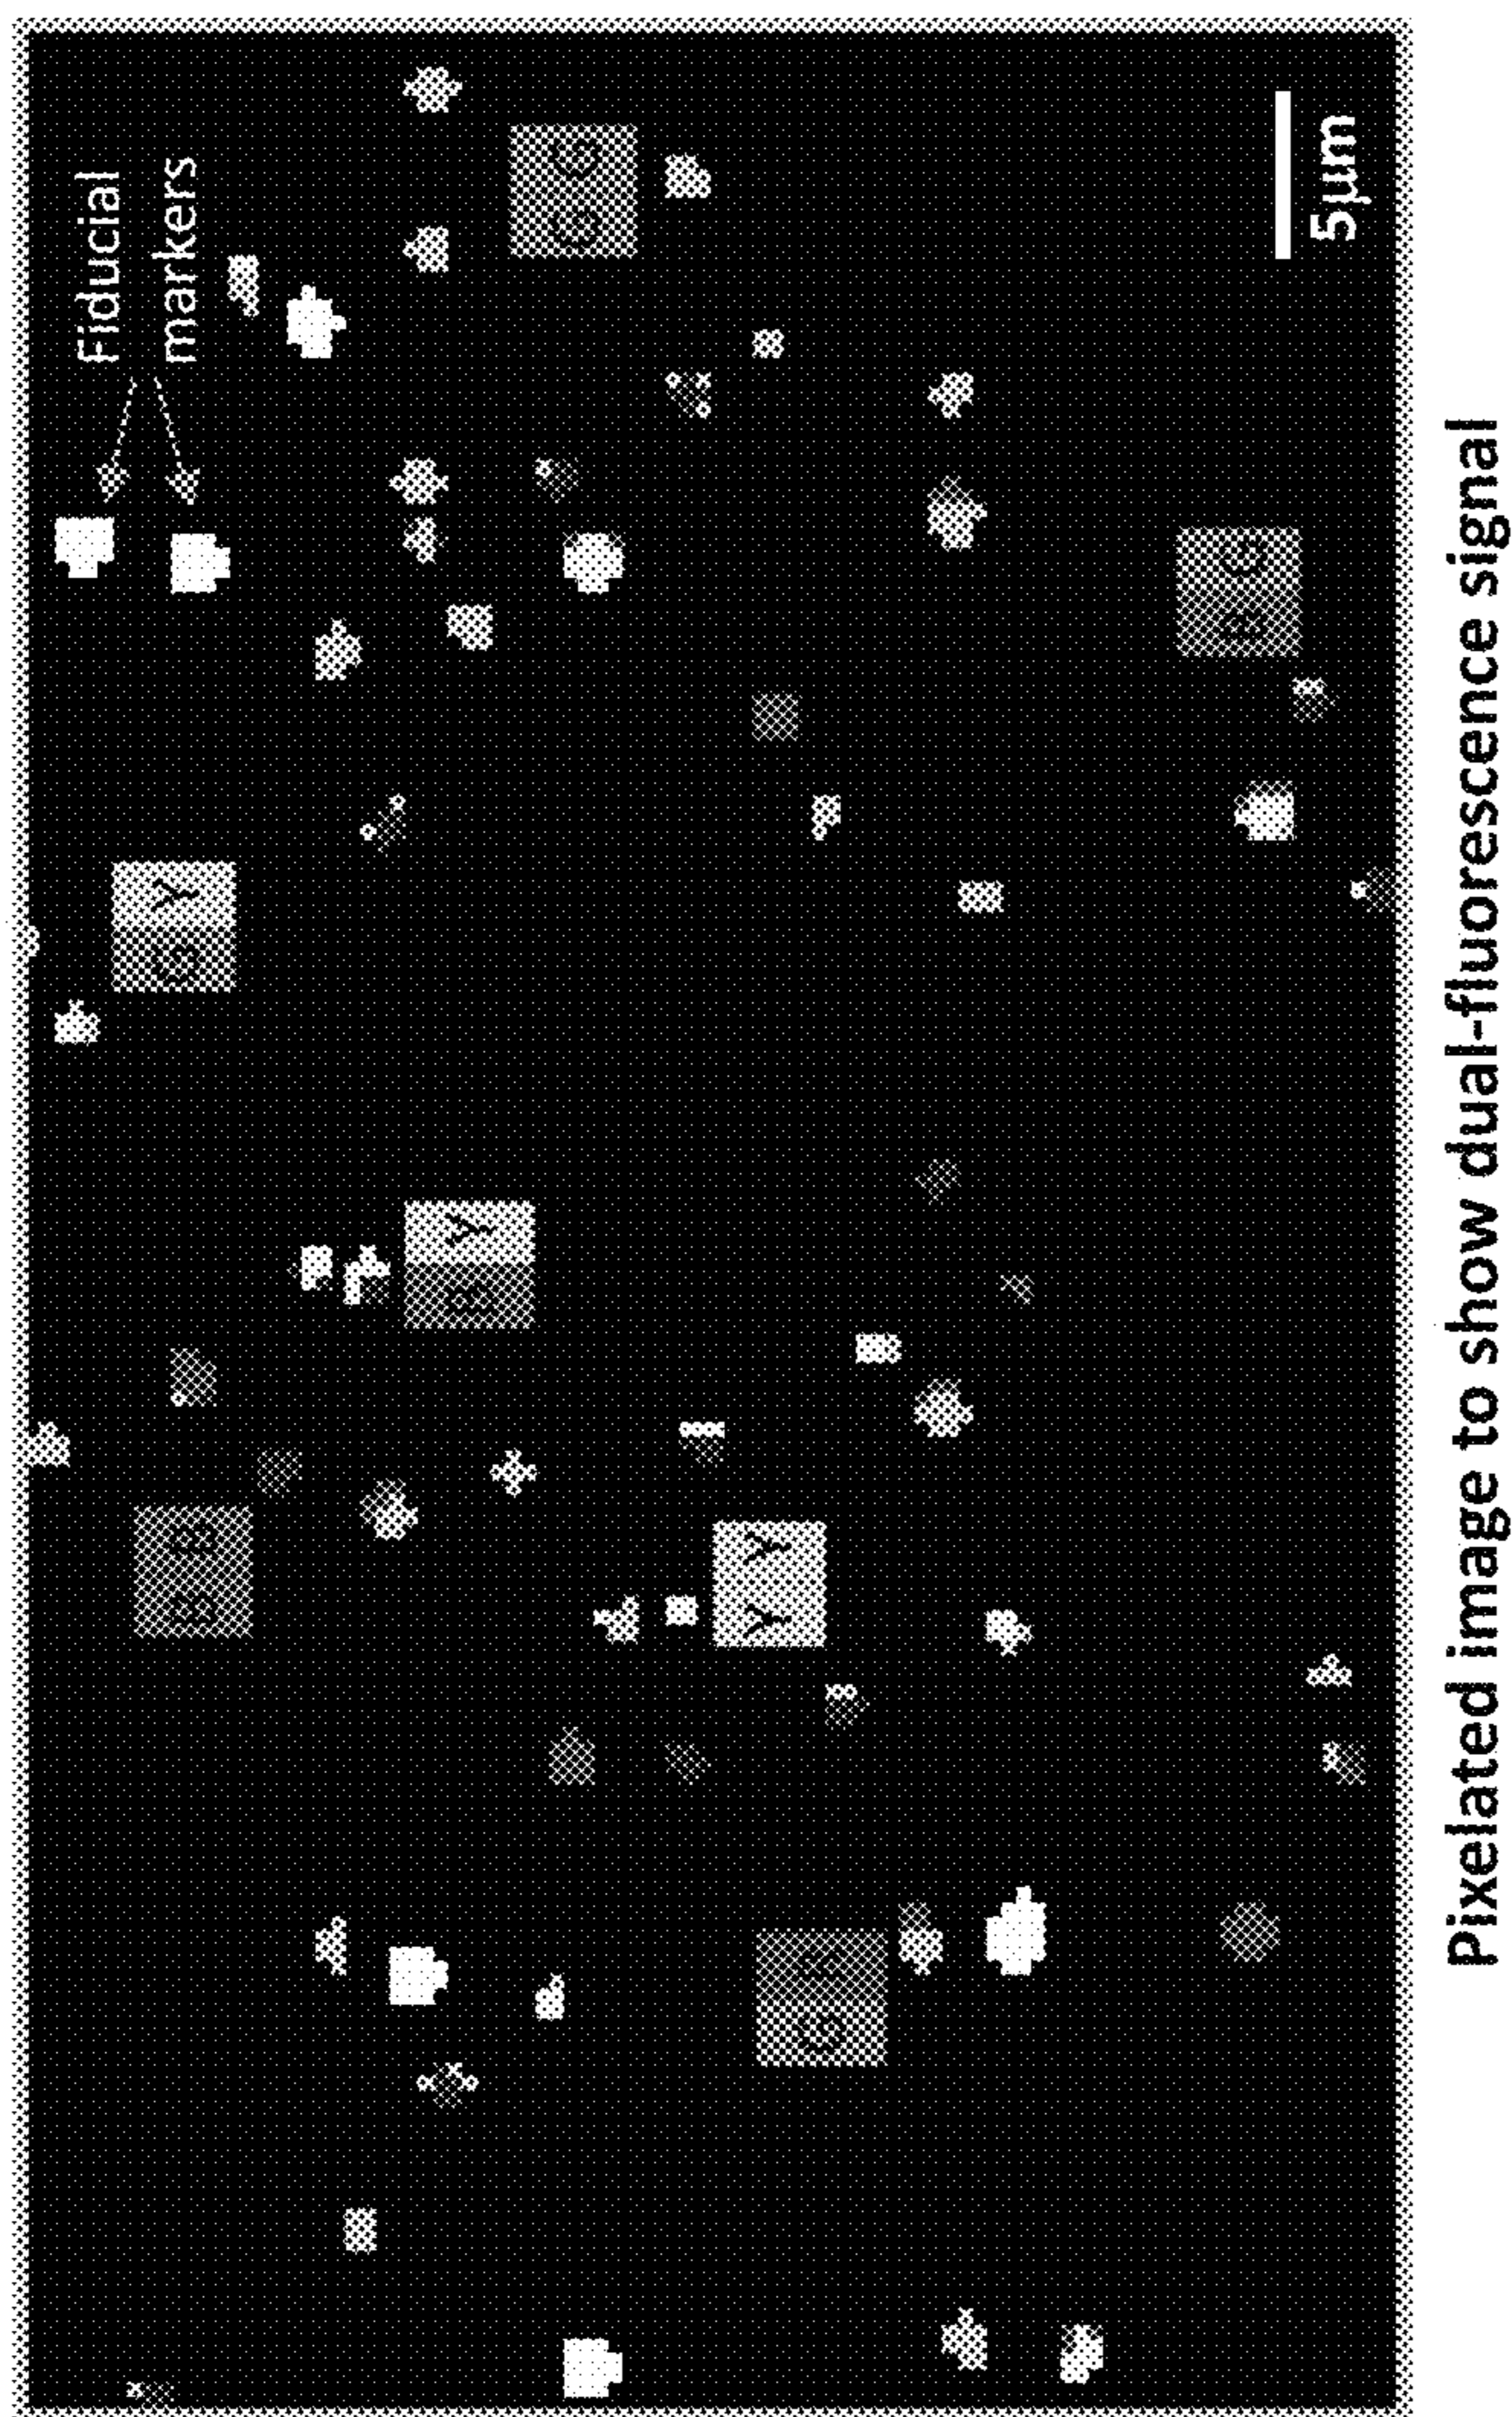 Fiducial
markers
G Y
B B
B Y
G G
Y Y
G B
B G
5µm
Pixelated image to show dual-fluorescence signal